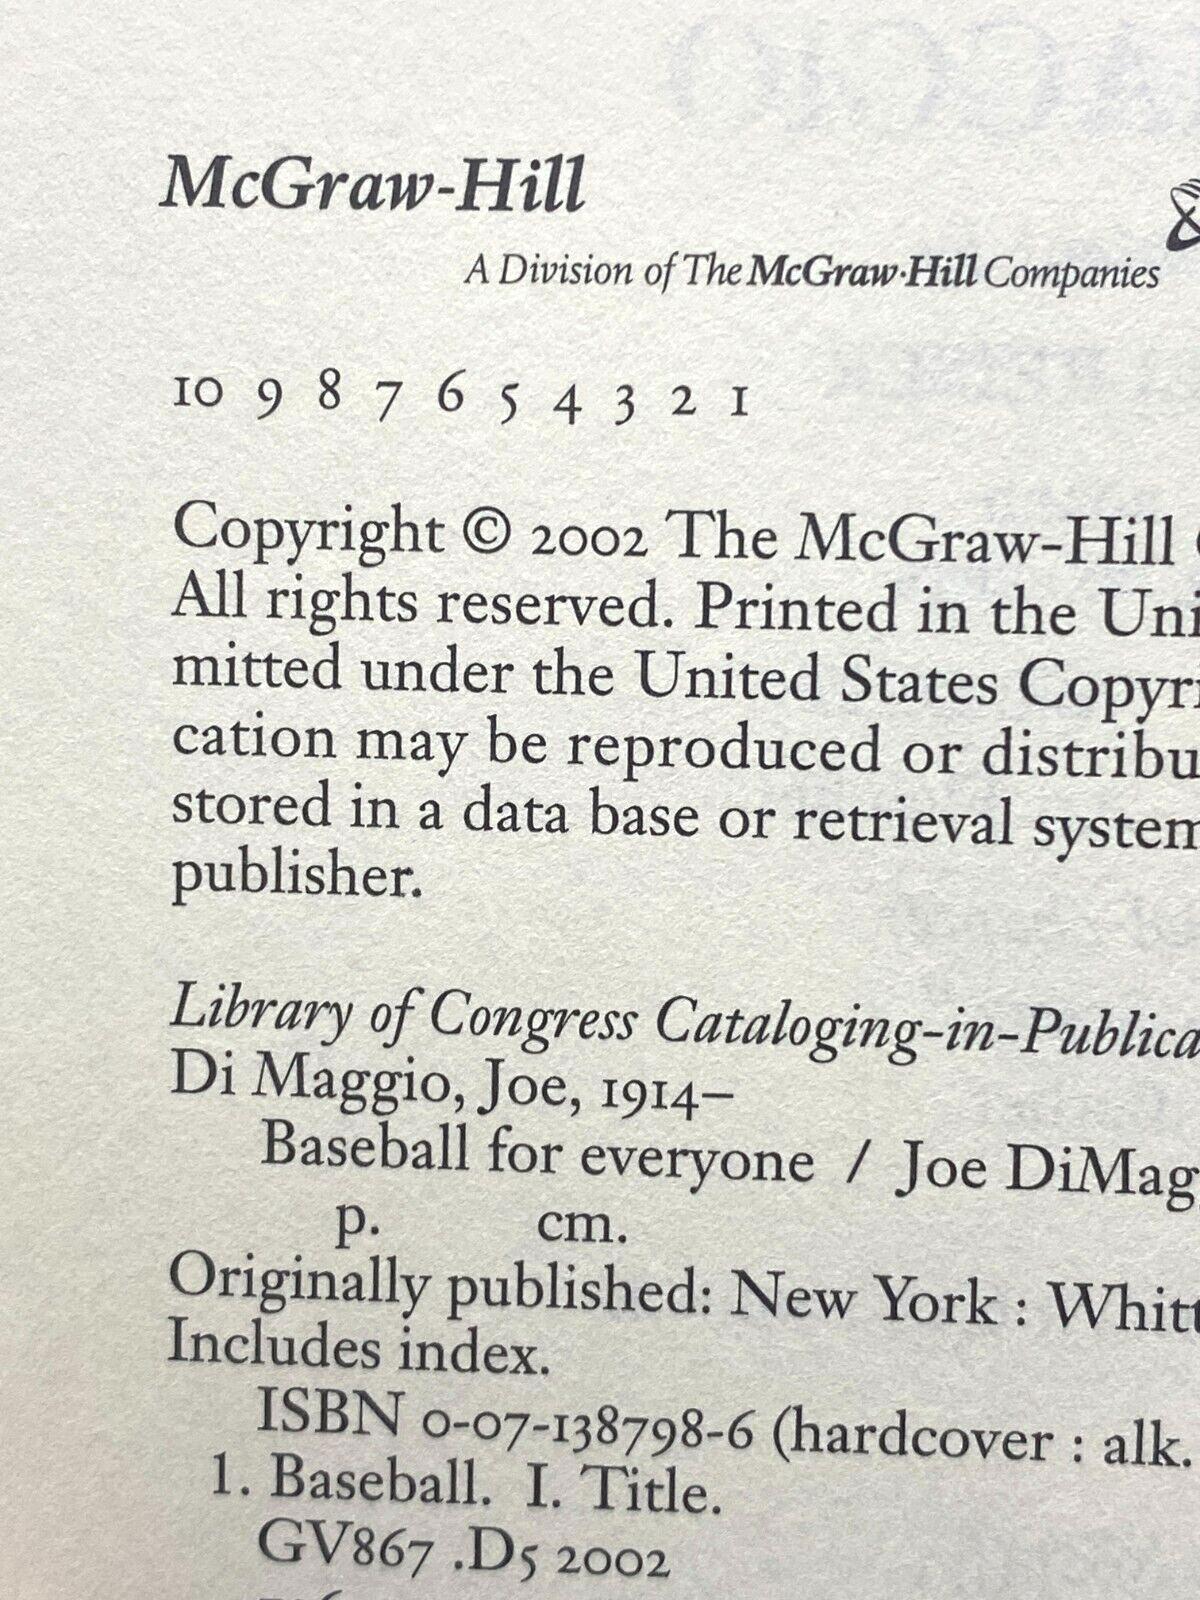 McGraw-Hill
A Division of The McGraw·Hill Companies
10 9 8 7 6 5 4 3 2 1
Copyright © 2002 The McGraw-Hill
All rights reserved. Printed in the Uni
mitted under the United States Copyri
cation may be reproduced or distribu
stored in a data base or retrieval system
publisher.
Library of Congress Cataloging-in-Publica
Di Maggio, Joe, 1914–
Baseball for everyone / Joe DiMag
p. cm.
Originally published: New York : Whitt
Includes index.
ISBN 0-07-138798-6 (hardcover : alk.
1. Baseball. I. Title.
GV867 .D5 2002